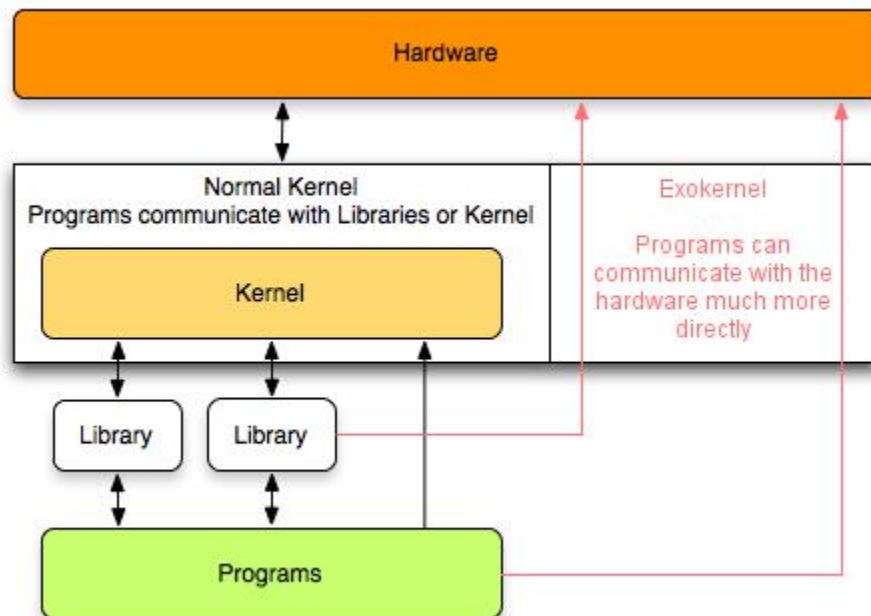 Hardware
Normal Kernel
Programs communicate with Libraries or Kernel
Kernel
Exokernel
Programs can
communicate with the
hardware much more
directly
Library
Library
Programs